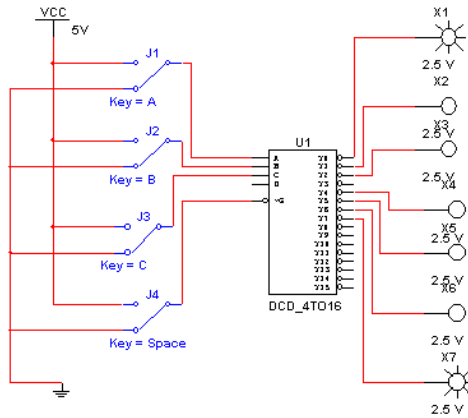 VCC
5V
J1
Key = A
J2
Key = B
J3
Key = C
J4
Key = Space
U1
A
B
C
D
~G
Y0
Y1
Y2
Y3
Y4
Y5
Y6
Y7
Y8
Y9
Y10
Y11
Y12
Y13
Y14
Y15
DCD_4TO16
X1
2.5 V
X2
X3
2.5 V
2.5 V
X4
X5
2.5 V
2.5 V
X6
2.5 V
X7
2.5 V